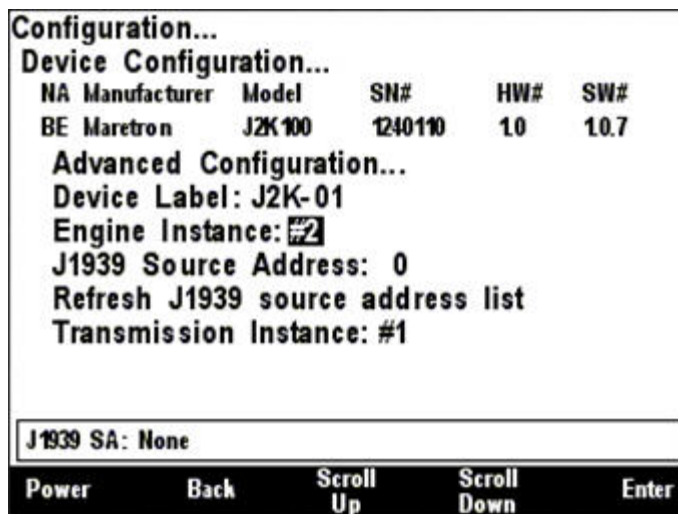 Configuration...
Device Configuration...
NA Manufacturer Model SN# HW# SW#
BE Maretron J2K100 1240110 1.0 1.0.7
Advanced Configuration...
Device Label: J2K-01
Engine Instance: #2
J1939 Source Address: 0
Refresh J1939 source address list
Transmission Instance: #1
J1939 SA: None
Power Back Scroll Up Scroll Down Enter